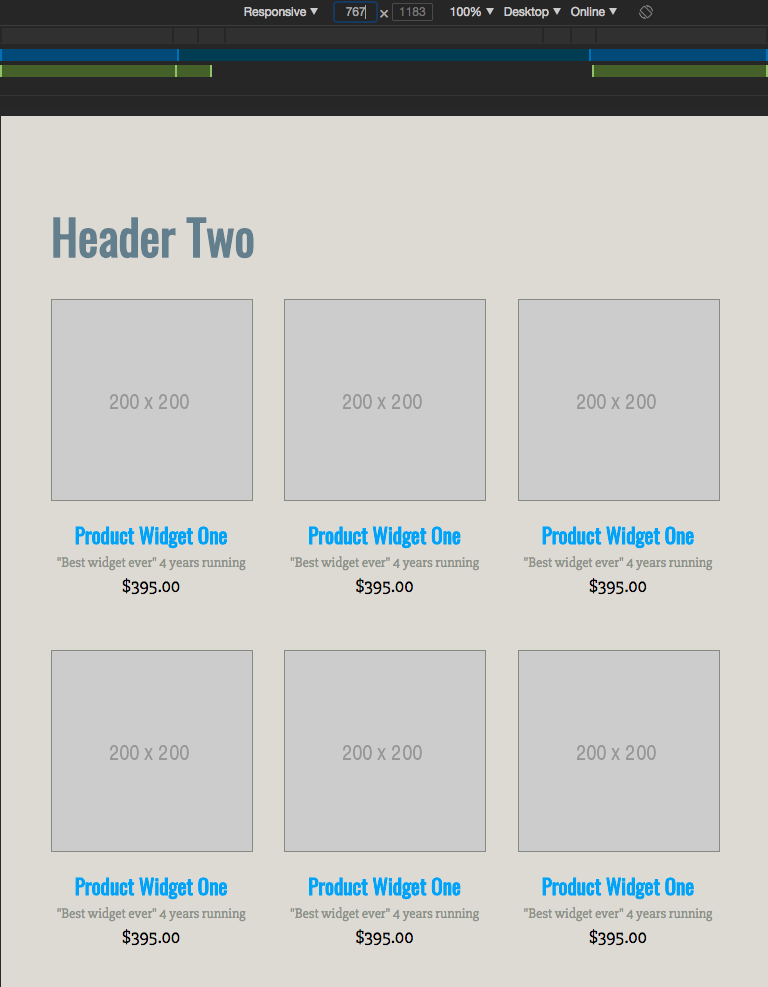 Responsive ▼ 767 × 1183 100% ▼ Desktop ▼ Online ▼
Header Two
200 x 200 200 x 200 200 x 200
Product Widget One Product Widget One Product Widget One
"Best widget ever" 4 years running "Best widget ever" 4 years running "Best widget ever" 4 years running
$395.00 $395.00 $395.00
200 x 200 200 x 200 200 x 200
Product Widget One Product Widget One Product Widget One
"Best widget ever" 4 years running "Best widget ever" 4 years running "Best widget ever" 4 years running
$395.00 $395.00 $395.00